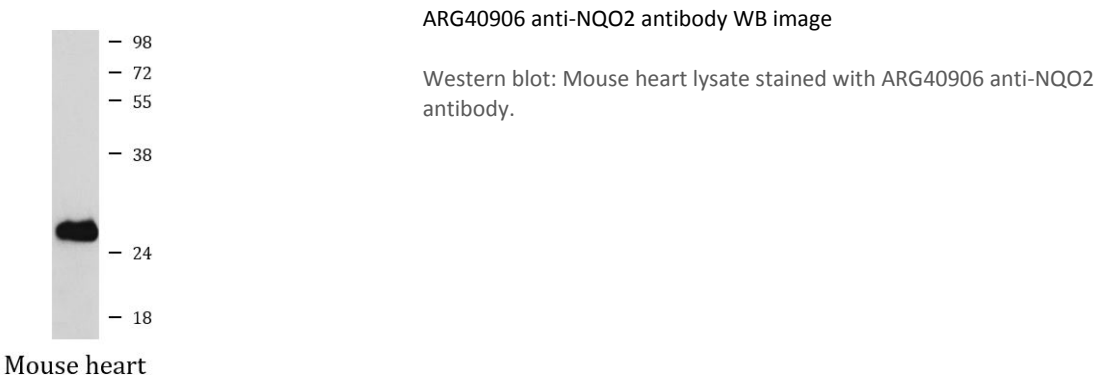 ARG40906 anti-NQO2 antibody WB image
Western blot: Mouse heart lysate stained with ARG40906 anti-NQO2
antibody.
98
72
55
38
24
18
Mouse heart